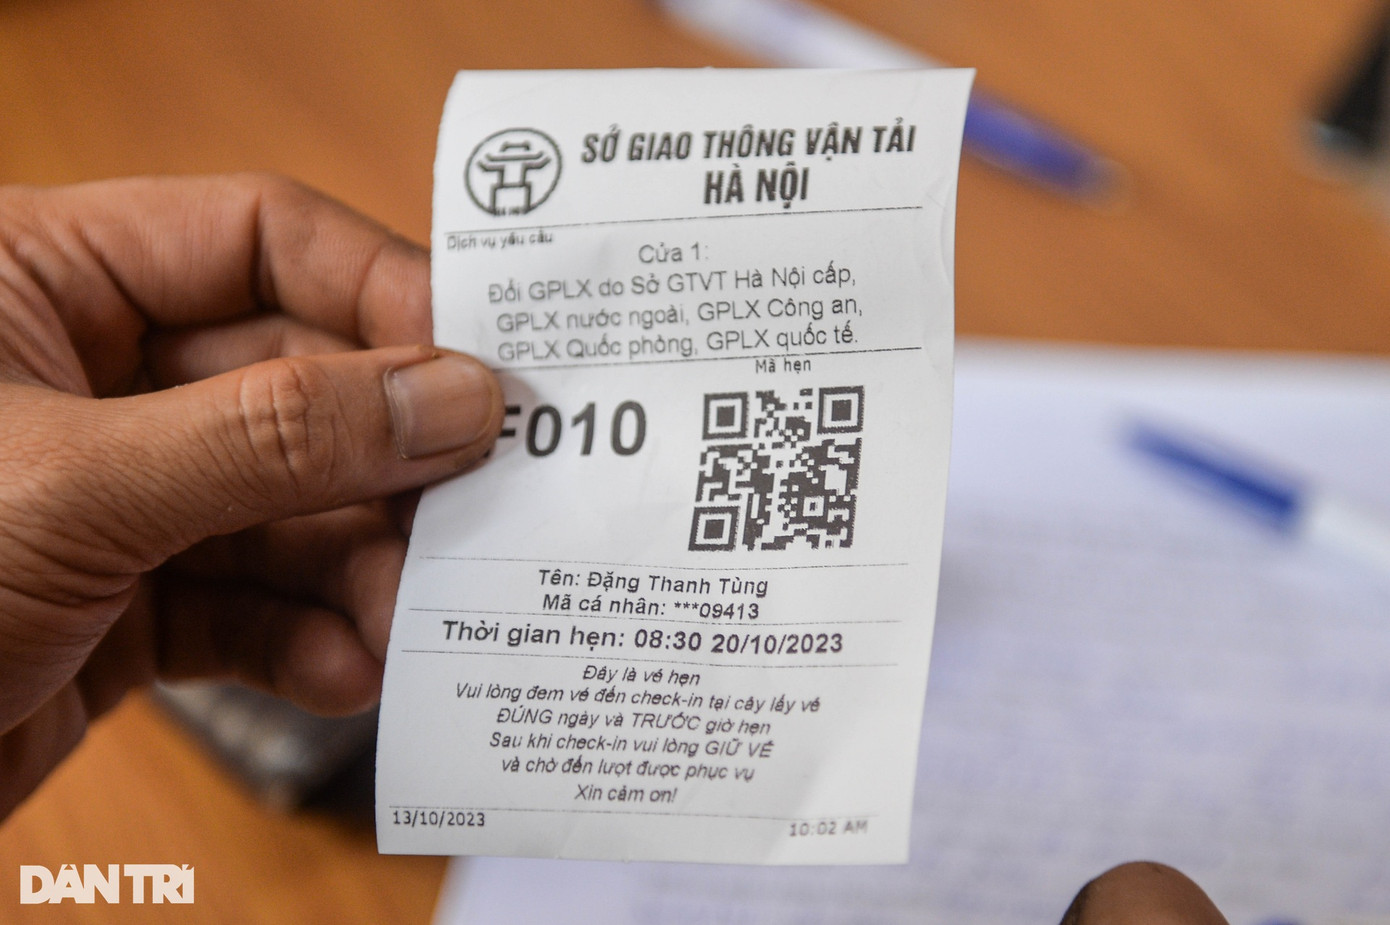 SỞ GIAO THÔNG VẬN TẢI
HÀ NỘI
Dịch vụ yêu cầu
Cửa 1:
Đổi GPLX do Sở GTVT Hà Nội cấp,
GPLX nước ngoài, GPLX Công an,
GPLX Quốc phòng, GPLX quốc tế.
Mã hẹn
F010
Tên: Đặng Thanh Tùng
Mã cá nhân: ***09413
Thời gian hẹn: 08:30 20/10/2023
Đây là vé hẹn
Vui lòng đem vé đến check-in tại cây lấy vé
ĐÚNG ngày và TRƯỚC giờ hẹn
Sau khi check-in vui lòng GIỮ VÉ
và chờ đến lượt được phục vụ
Xin cảm ơn!
13/10/2023
10:02 AM
DÂN TRÍ